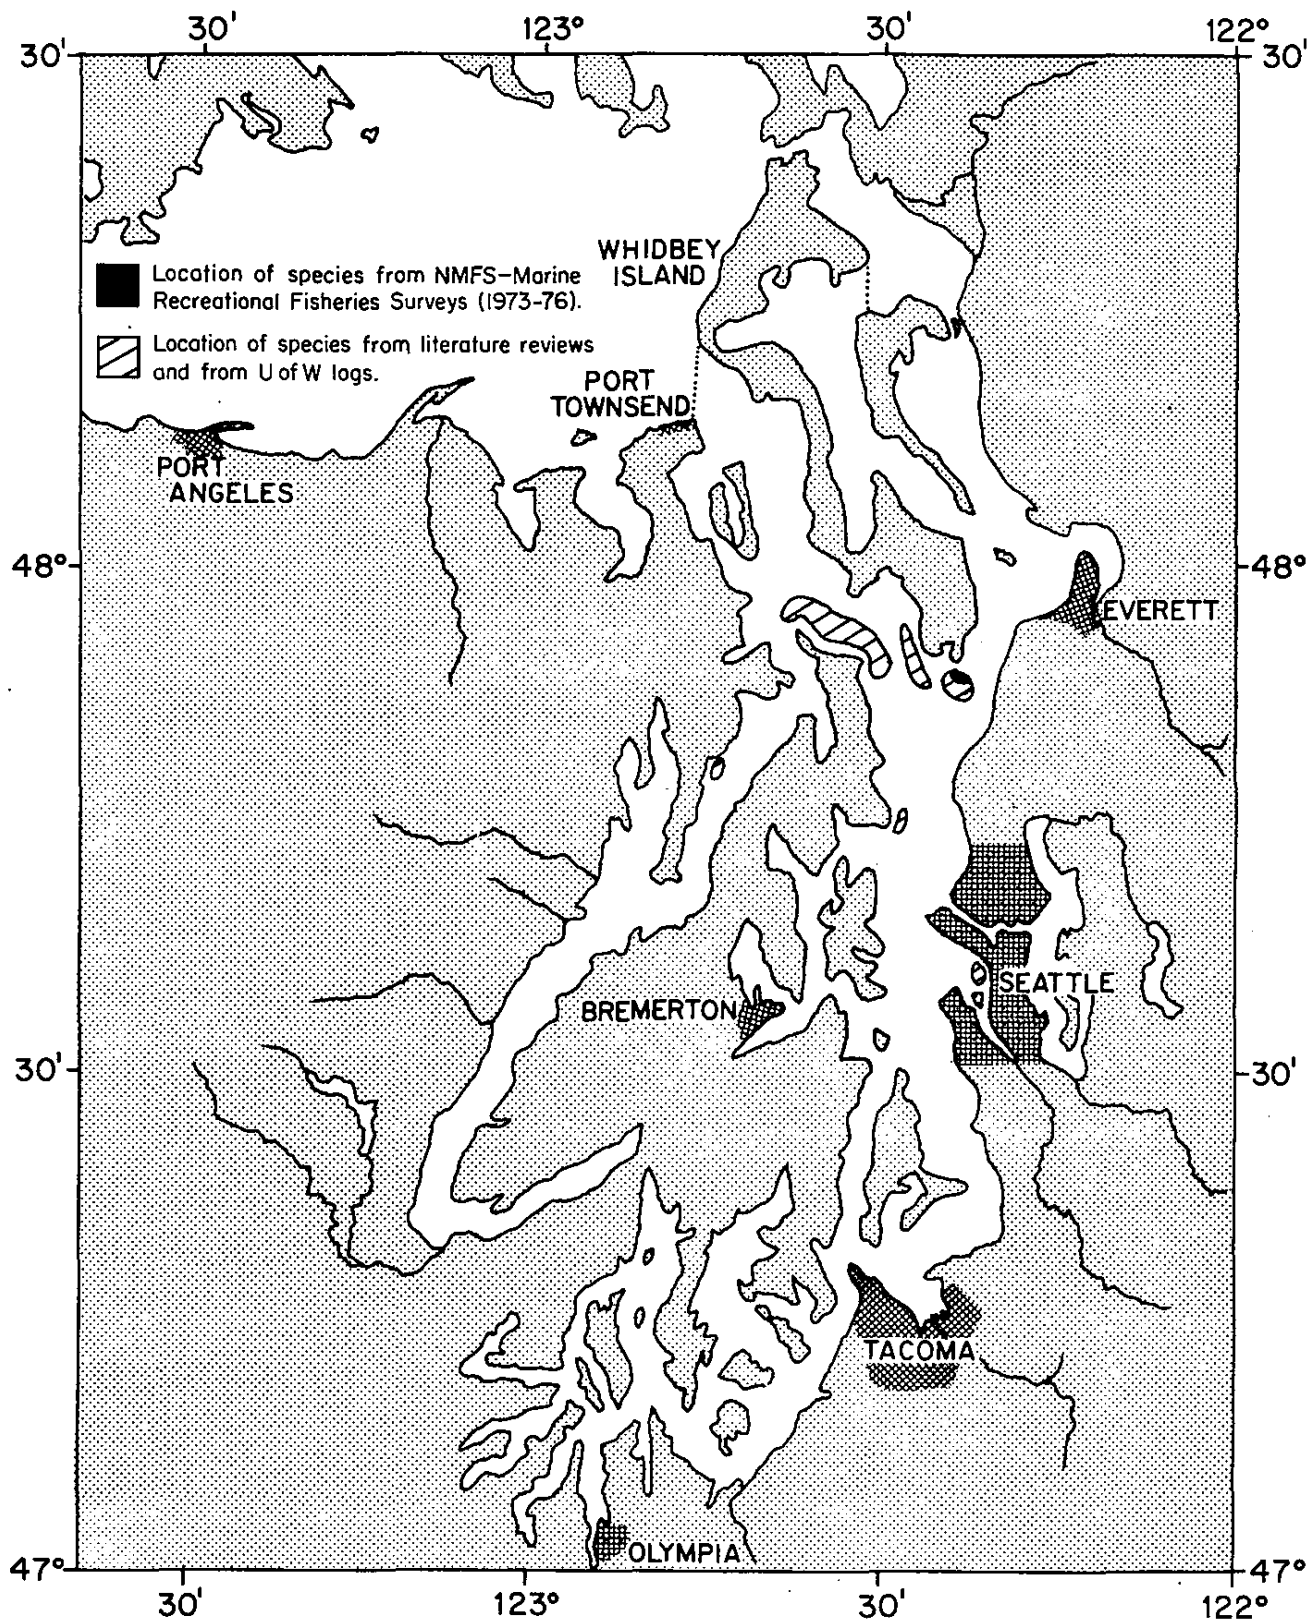 30' 123° 30' 122°
30' 30'
WHIDBEY
ISLAND
Location of species from NMFS-Marine
Recreational Fisheries Surveys (1973-76).
Location of species from literature reviews
and from U of W logs.
PORT
TOWNSEND
PORT
ANGELES
48° 48°
EVERETT
SEATTLE
BREMERTON
30' 30'
TACOMA
OLYMPIA
47° 47°
30' 123° 30' 122°